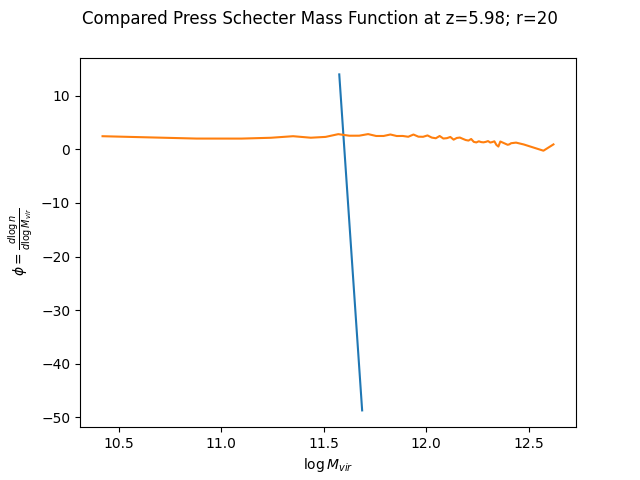 Compared Press Schecter Mass Function at z=5.98; r=20
ϕ = d log n / d log M_vir
10
0
−10
−20
−30
−40
−50
10.5 11.0 11.5 12.0 12.5
log M_vir